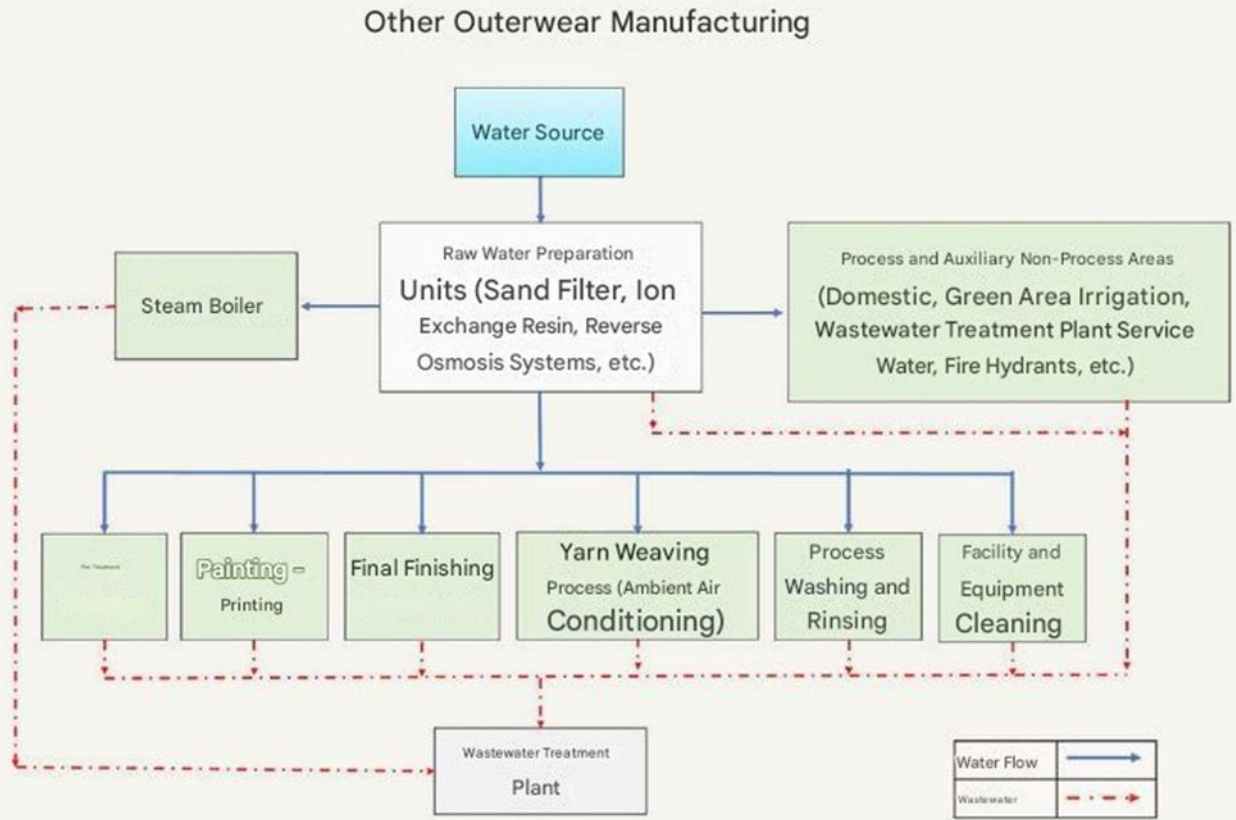 Other Outerwear Manufacturing
Water Source
Raw Water Preparation
Units (Sand Filter, Ion
Exchange Resin, Reverse
Osmosis Systems, etc.)
Steam Boiler
Process and Auxiliary Non-Process Areas
(Domestic, Green Area Irrigation,
Wastewater Treatment Plant Service
Water, Fire Hydrants, etc.)
Pre Treatment
Painting -
Printing
Final Finishing
Yarn Weaving
Process (Ambient Air
Conditioning)
Process
Washing and
Rinsing
Facility and
Equipment
Cleaning
Wastewater Treatment
Plant
Water Flow
Wastewater